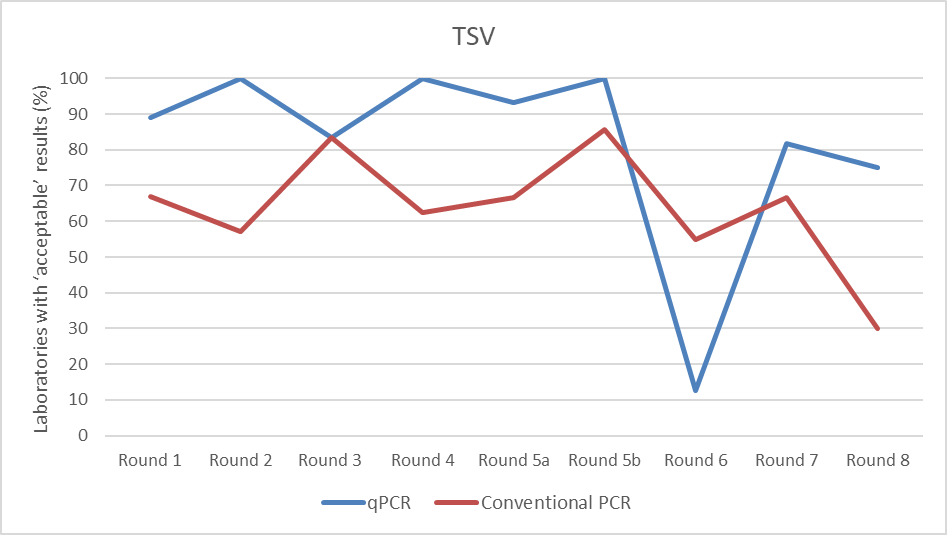 TSV
Laboratories with ‘acceptable’ results (%)
100
90
80
70
60
50
40
30
20
10
0
Round 1 Round 2 Round 3 Round 4 Round 5a Round 5b Round 6 Round 7 Round 8
qPCR Conventional PCR